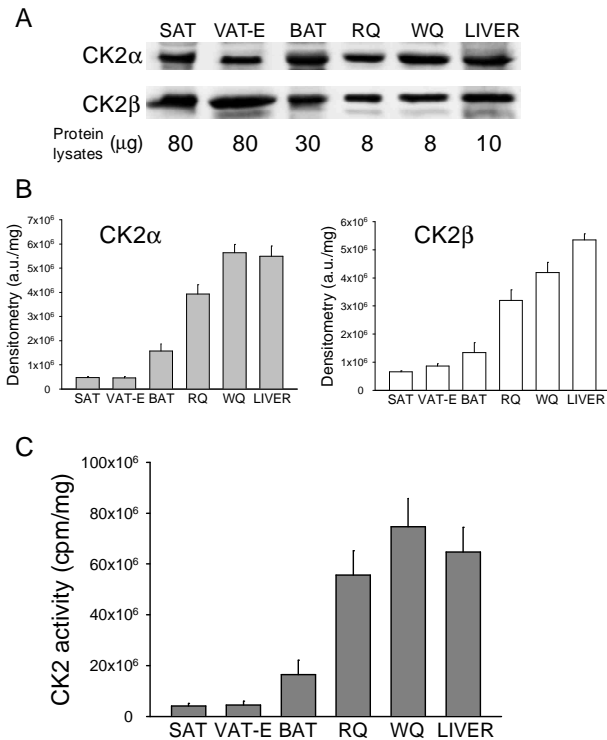 A
SAT VAT-E BAT RQ WQ LIVER
CK2α
CK2β
Protein lysates (μg) 80 80 30 8 8 10
B
CK2α
Densitometry (a.u./mg)
7x10⁶
6x10⁶
5x10⁶
4x10⁶
3x10⁶
2x10⁶
1x10⁶
0
SAT VAT-E BAT RQ WQ LIVER
CK2β
Densitometry (a.u./mg)
6x10⁶
5x10⁶
4x10⁶
3x10⁶
2x10⁶
1x10⁶
0
SAT VAT-E BAT RQ WQ LIVER
C
CK2 activity (cpm/mg)
100x10⁶
80x10⁶
60x10⁶
40x10⁶
20x10⁶
0
SAT VAT-E BAT RQ WQ LIVER